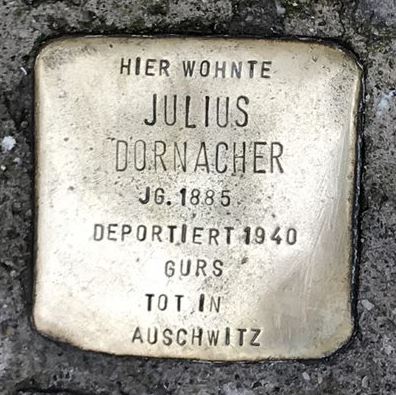 HIER WOHNTE
JULIUS
DORNACHER
JG. 1885
DEPORTIERT 1940
GURS
TOT IN
AUSCHWITZ